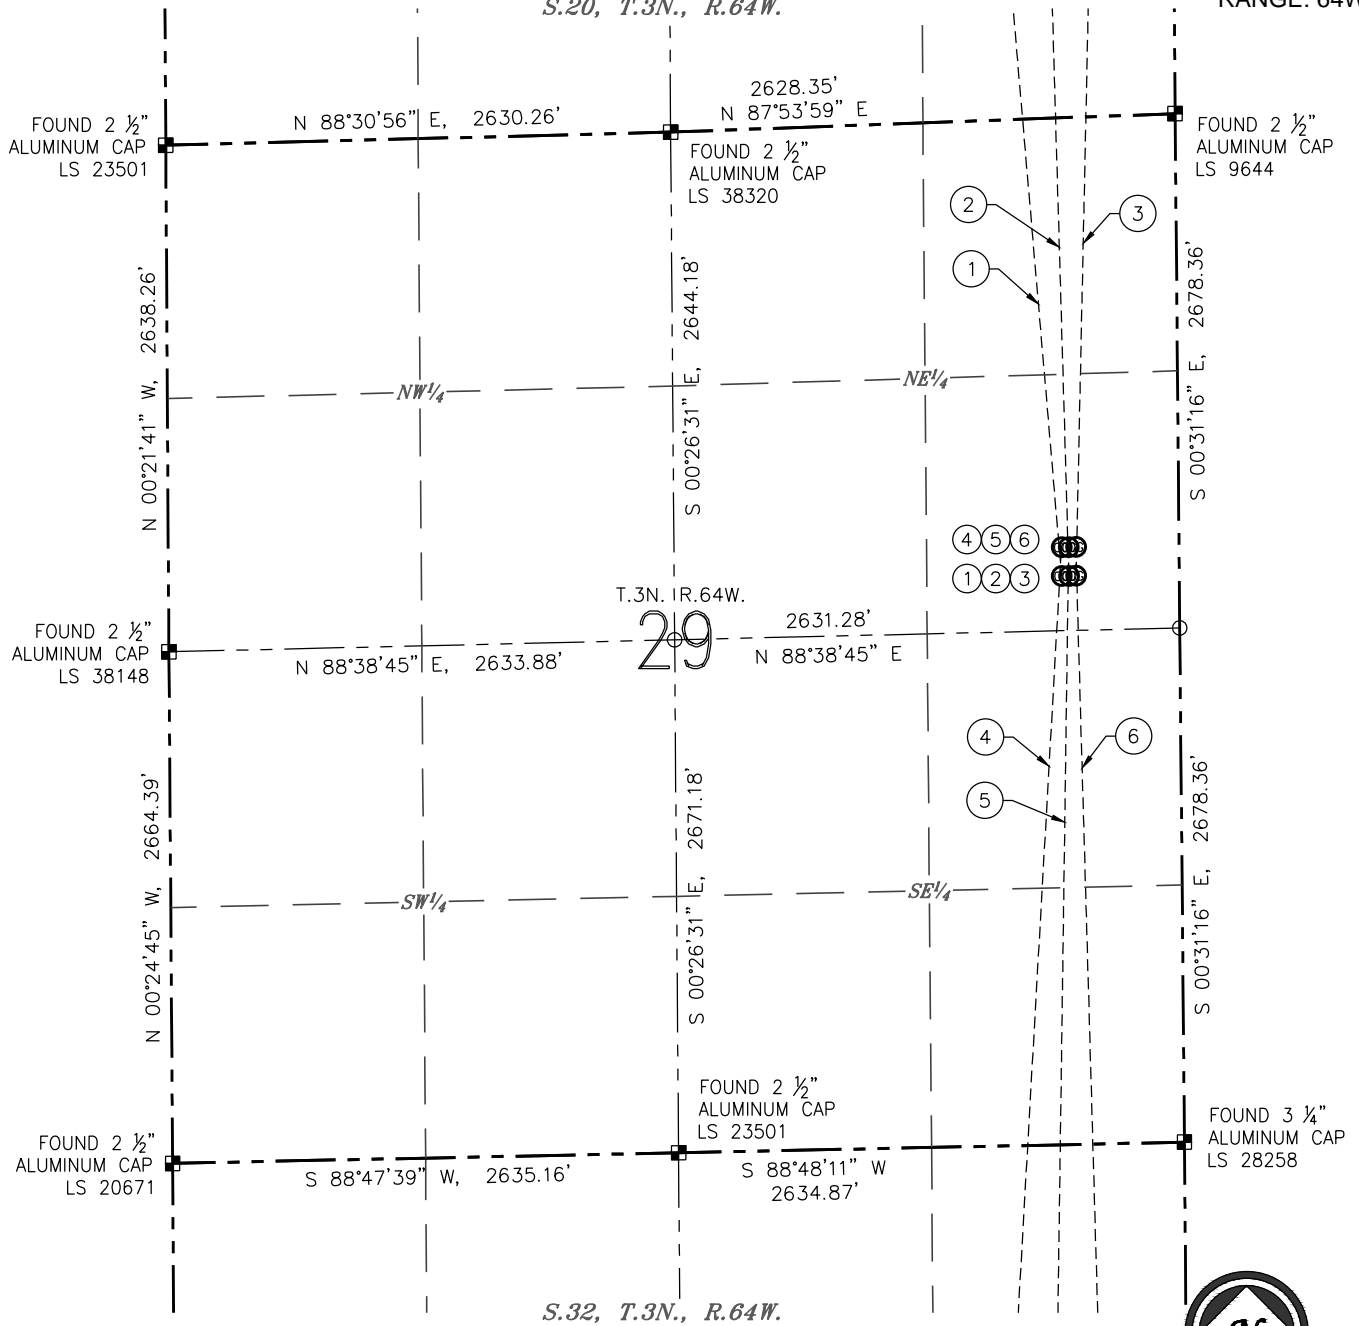 S.20, T.3N., R.64W.
RANGE: 64W
2628.35'
N 88°30'56" E, 2630.26'
N 87°53'59" E
FOUND 2 ½"
ALUMINUM CAP
LS 23501
FOUND 2 ½"
ALUMINUM CAP
LS 38320
FOUND 2 ½"
ALUMINUM CAP
LS 9644
2
3
1
N 00°21'41" W, 2638.26'
S 00°26'31" E, 2644.18'
S 00°31'16" E, 2678.36'
NW¼
NE¼
4 5 6
1 2 3
T.3N. R.64W.
29
FOUND 2 ½"
ALUMINUM CAP
LS 38148
N 88°38'45" E, 2633.88'
2631.28'
N 88°38'45" E
4
6
5
N 00°24'45" W, 2664.39'
S 00°26'31" E, 2671.18'
S 00°31'16" E, 2678.36'
SW¼
SE¼
FOUND 2 ½"
ALUMINUM CAP
LS 23501
FOUND 2 ½"
ALUMINUM CAP
LS 20671
FOUND 3 ¼"
ALUMINUM CAP
LS 28258
S 88°47'39" W, 2635.16'
S 88°48'11" W
2634.87'
S.32, T.3N., R.64W.